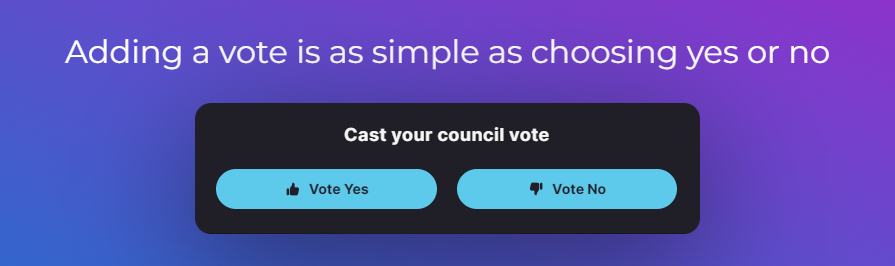 Adding a vote is as simple as choosing yes or no
Cast your council vote
Vote Yes
Vote No